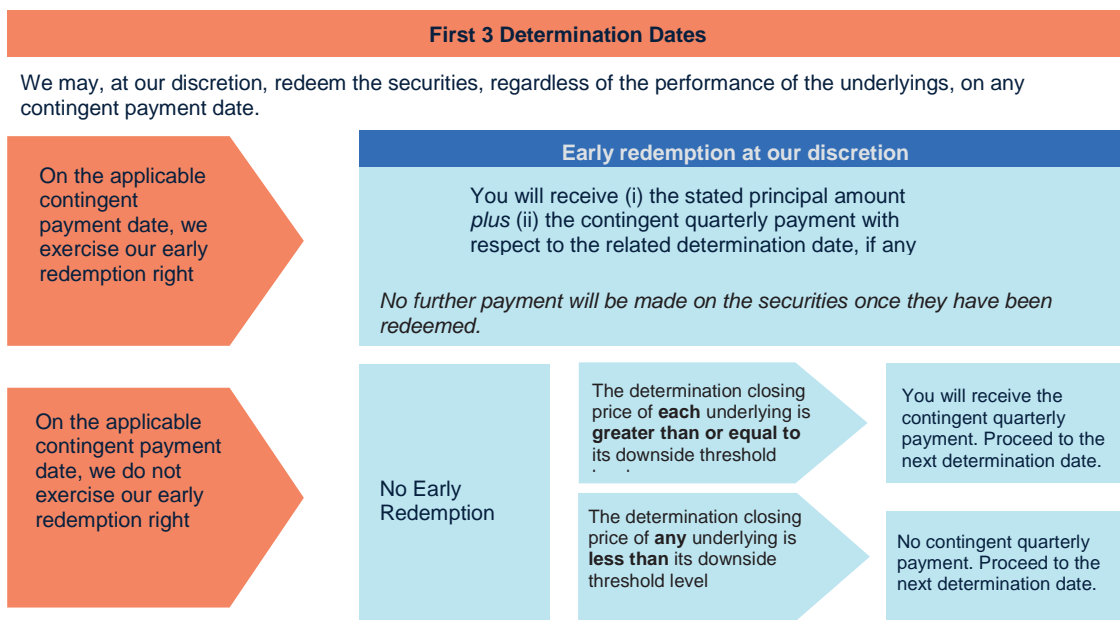 First 3 Determination Dates
We may, at our discretion, redeem the securities, regardless of the performance of the underlyings, on any
contingent payment date.
On the applicable
contingent
payment date, we
exercise our early
redemption right
Early redemption at our discretion
You will receive (i) the stated principal amount
plus (ii) the contingent quarterly payment with
respect to the related determination date, if any
No further payment will be made on the securities once they have been
redeemed.
On the applicable
contingent payment
date, we do not
exercise our early
redemption right
No Early
Redemption
The determination closing
price of each underlying is
greater than or equal to
its downside threshold
You will receive the
contingent quarterly
payment. Proceed to the
next determination date.
The determination closing
price of any underlying is
less than its downside
threshold level
No contingent quarterly
payment. Proceed to the
next determination date.